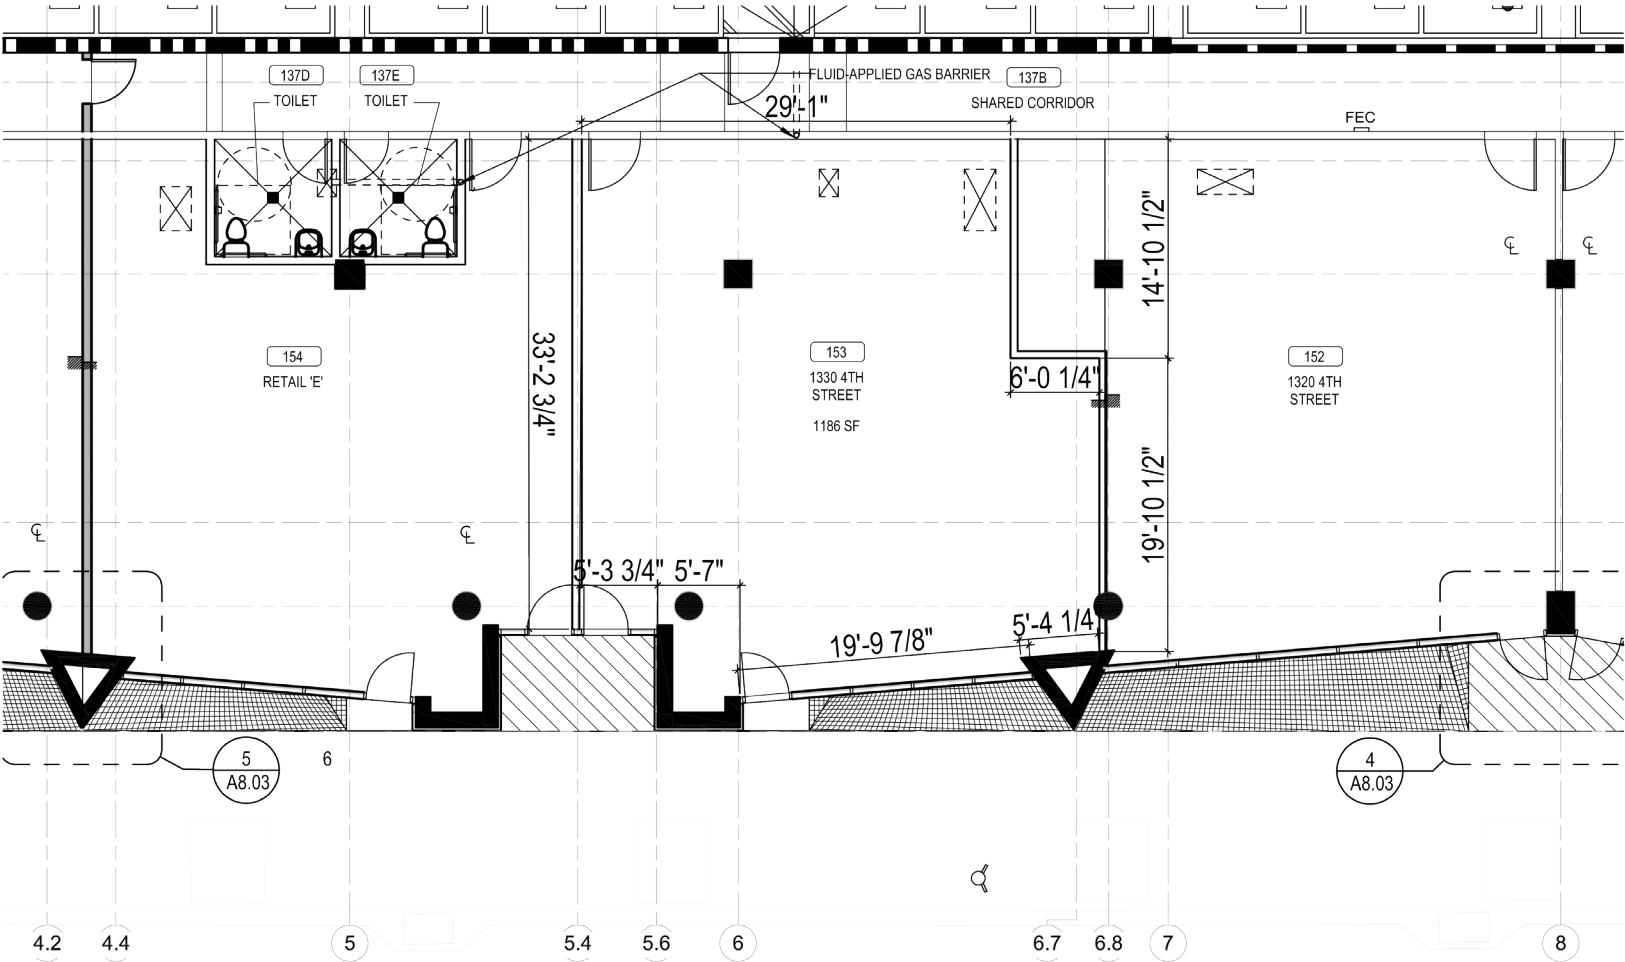 137D
137E
FLUID-APPLIED GAS BARRIER
137B
TOILET
TOILET
29'-1"
SHARED CORRIDOR
FEC
14'-10 1/2"
℄
℄
154
RETAIL 'E'
33'-2 3/4"
153
1330 4TH
STREET
1186 SF
6'-0 1/4"
152
1320 4TH
STREET
19'-10 1/2"
℄
℄
5'-3 3/4"
5'-7"
19'-9 7/8"
5'-4 1/4"
5
A8.03
6
4
A8.03
4.2
4.4
5
5.4
5.6
6
6.7
6.8
7
8